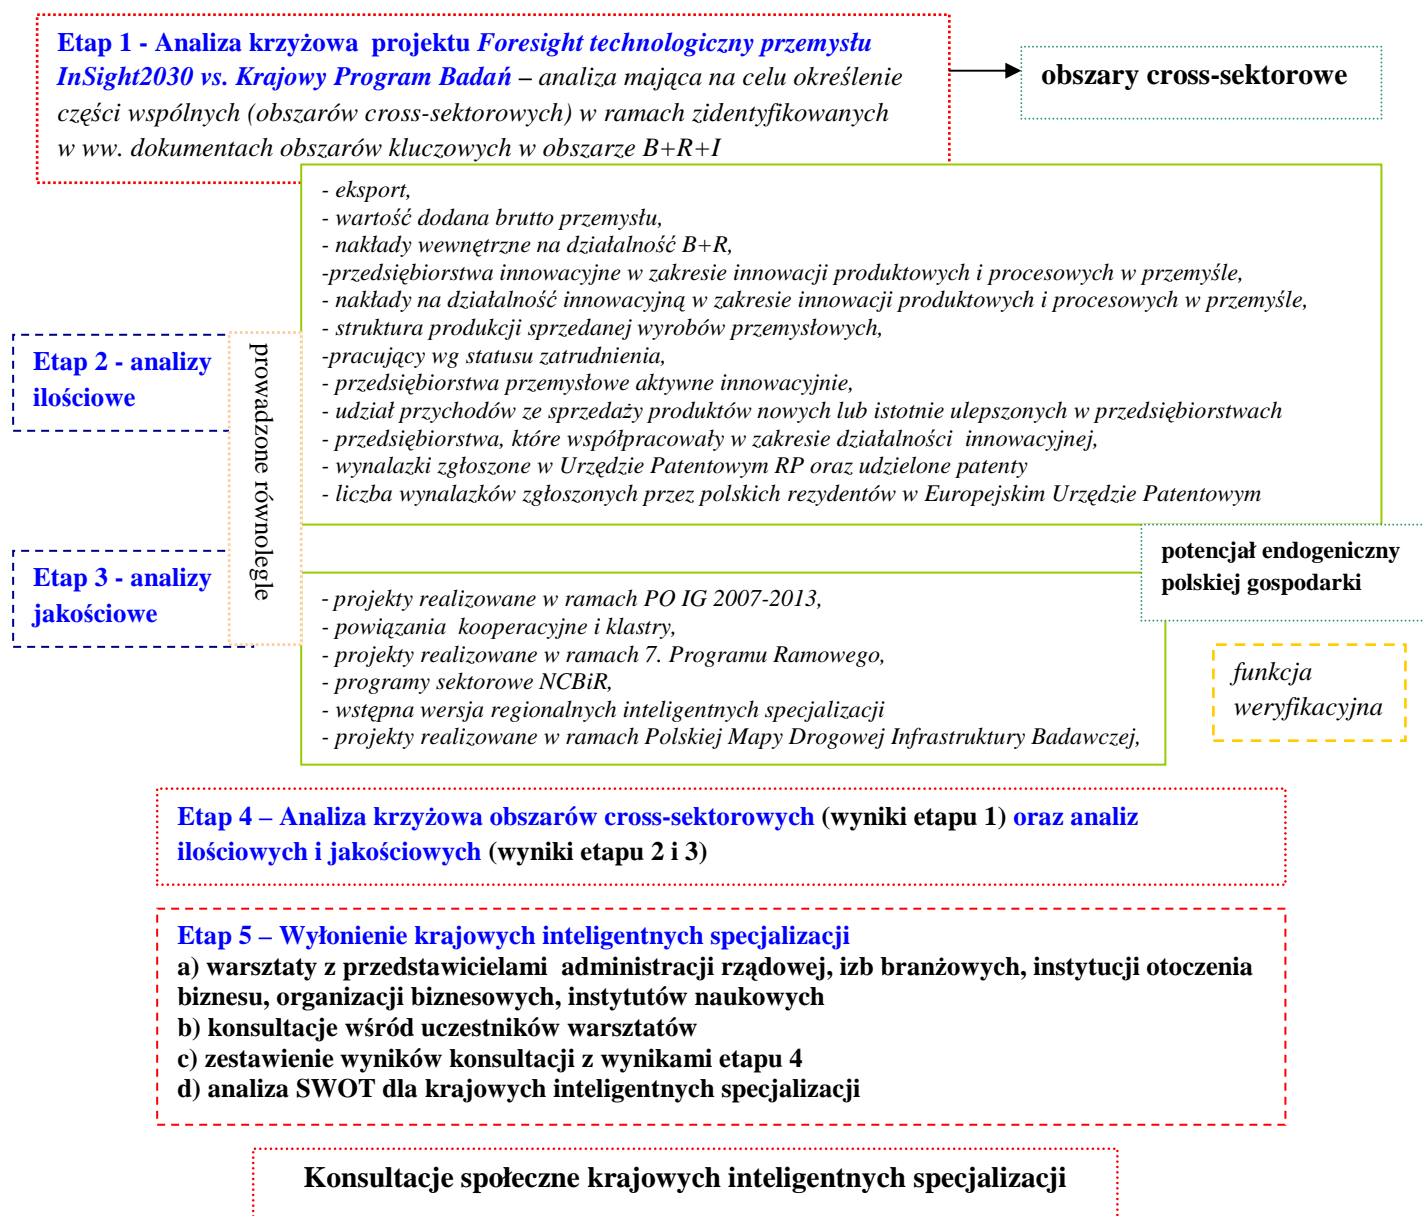 Etap 1 - Analiza krzyżowa projektu Foresight technologiczny przemysłu
InSight2030 vs. Krajowy Program Badań – analiza mająca na celu określenie
części wspólnych (obszarów cross-sektorowych) w ramach zidentyfikowanych
w ww. dokumentach obszarów kluczowych w obszarze B+R+I
obszary cross-sektorowe
- eksport,
- wartość dodana brutto przemysłu,
- nakłady wewnętrzne na działalność B+R,
-przedsiębiorstwa innowacyjne w zakresie innowacji produktowych i procesowych w przemyśle,
- nakłady na działalność innowacyjną w zakresie innowacji produktowych i procesowych w przemyśle,
- struktura produkcji sprzedanej wyrobów przemysłowych,
-pracujący wg statusu zatrudnienia,
- przedsiębiorstwa przemysłowe aktywne innowacyjnie,
- udział przychodów ze sprzedaży produktów nowych lub istotnie ulepszonych w przedsiębiorstwach
- przedsiębiorstwa, które współpracowały w zakresie działalności innowacyjnej,
- wynalazki zgłoszone w Urzędzie Patentowym RP oraz udzielone patenty
- liczba wynalazków zgłoszonych przez polskich rezydentów w Europejskim Urzędzie Patentowym
Etap 2 - analizy
ilościowe
prowadzone równolegle
Etap 3 - analizy
jakościowe
potencjał endogeniczny
polskiej gospodarki
- projekty realizowane w ramach PO IG 2007-2013,
- powiązania kooperacyjne i klastry,
- projekty realizowane w ramach 7. Programu Ramowego,
- programy sektorowe NCBiR,
- wstępna wersja regionalnych inteligentnych specjalizacji
- projekty realizowane w ramach Polskiej Mapy Drogowej Infrastruktury Badawczej,
funkcja
weryfikacyjna
Etap 4 – Analiza krzyżowa obszarów cross-sektorowych (wyniki etapu 1) oraz analiz
ilościowych i jakościowych (wyniki etapu 2 i 3)
Etap 5 – Wyłonienie krajowych inteligentnych specjalizacji
a) warsztaty z przedstawicielami administracji rządowej, izb branżowych, instytucji otoczenia
biznesu, organizacji biznesowych, instytutów naukowych
b) konsultacje wśród uczestników warsztatów
c) zestawienie wyników konsultacji z wynikami etapu 4
d) analiza SWOT dla krajowych inteligentnych specjalizacji
Konsultacje społeczne krajowych inteligentnych specjalizacji